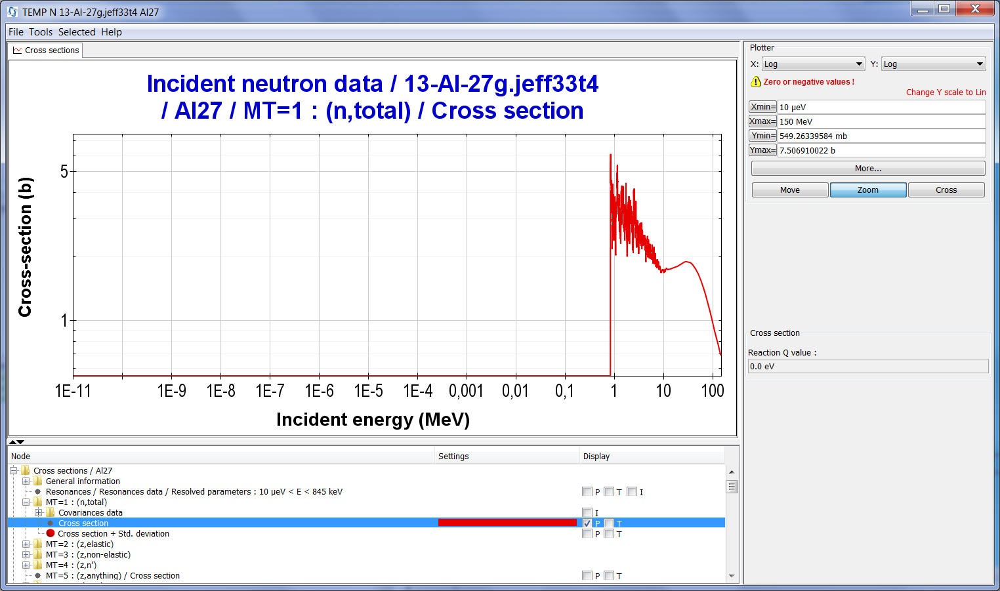 TEMP N 13-Al-27g.jeff33t4 Al27
File Tools Selected Help
Cross sections
Incident neutron data / 13-Al-27g.jeff33t4
/ Al27 / MT=1 : (n,total) / Cross section
Cross-section (b)
5
1
1E-11 1E-9 1E-8 1E-7 1E-6 1E-5 1E-4 0,001 0,01 0,1 1 10 100
Incident energy (MeV)
Plotter
X: Log Y: Log
Zero or negative values !
Change Y scale to Lin
Xmin= 10 µeV
Xmax= 150 MeV
Ymin= 549.26339584 mb
Ymax= 7.506910022 b
More...
Move Zoom Cross
Cross section
Reaction Q value :
0.0 eV
Node Settings Display
Cross sections / Al27
General information
Resonances / Resonances data / Resolved parameters : 10 µeV < E < 845 keV P T I
MT=1 : (n,total)
Covariances data I
Cross section P T
Cross section + Std. deviation P T
MT=2 : (z,elastic)
MT=3 : (z,non-elastic)
MT=4 : (z,n')
MT=5 : (z,anything) / Cross section P T